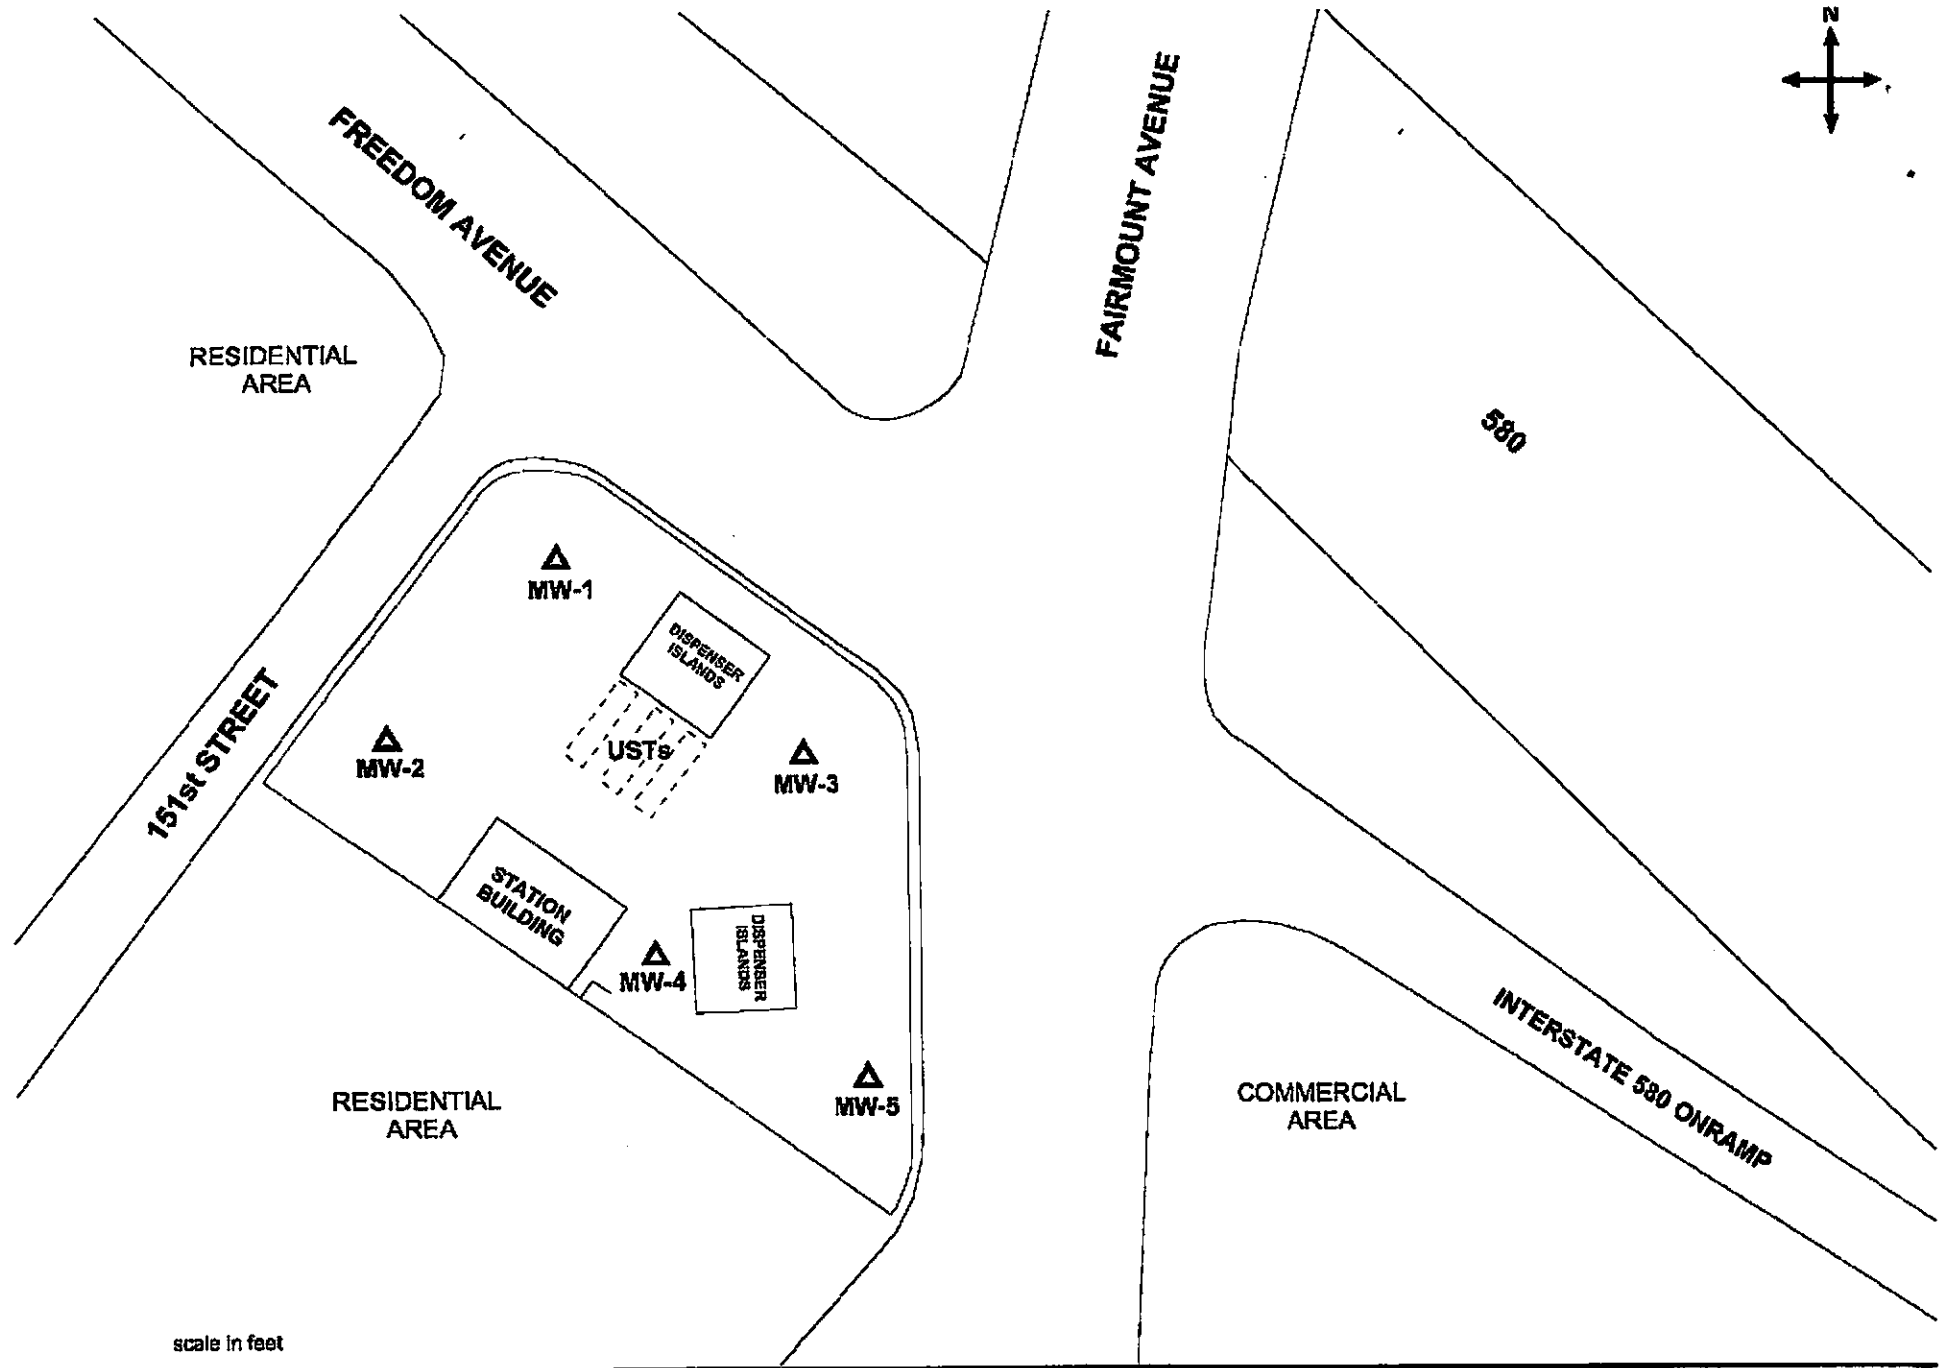 N
FREEDOM AVENUE
FAIRMOUNT AVENUE
RESIDENTIAL
AREA
580
MW-1
DISPENSER
ISLANDS
151st STREET
USTs
MW-2
MW-3
STATION
BUILDING
DISPENSER
ISLANDS
MW-4
INTERSTATE 580 ONRAMP
MW-5
RESIDENTIAL
AREA
COMMERCIAL
AREA
scale in feet